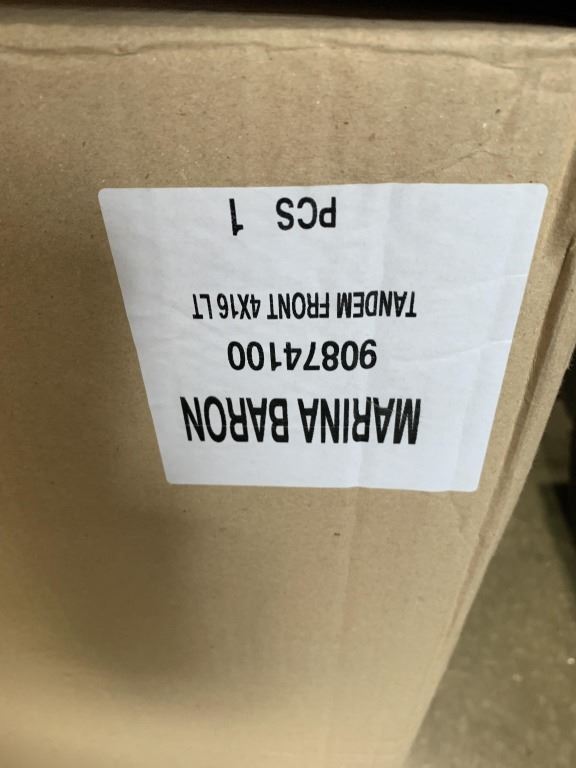 MARINA BARON
90874100
TANDEM FRONT 4X16 LT
PCS 1